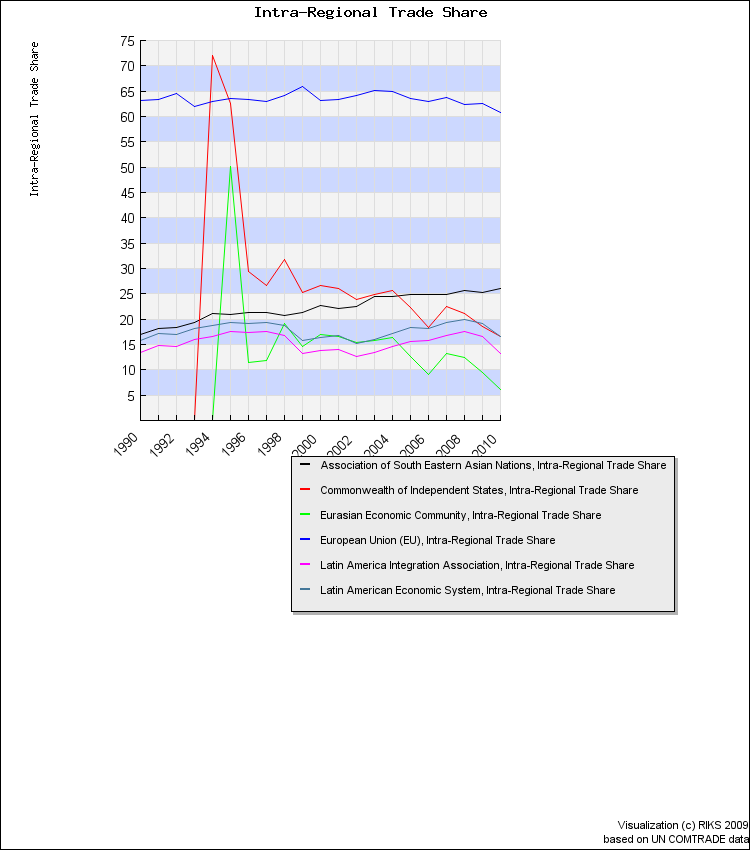 Intra-Regional Trade Share
Intra-Regional Trade Share
75
70
65
60
55
50
45
40
35
30
25
20
15
10
5
1990 1992 1994 1996 1998 2000 2002 2004 2006 2008 2010
Association of South Eastern Asian Nations, Intra-Regional Trade Share
Commonwealth of Independent States, Intra-Regional Trade Share
Eurasian Economic Community, Intra-Regional Trade Share
European Union (EU), Intra-Regional Trade Share
Latin America Integration Association, Intra-Regional Trade Share
Latin American Economic System, Intra-Regional Trade Share
Visualization (c) RIKS 2009
based on UN COMTRADE data